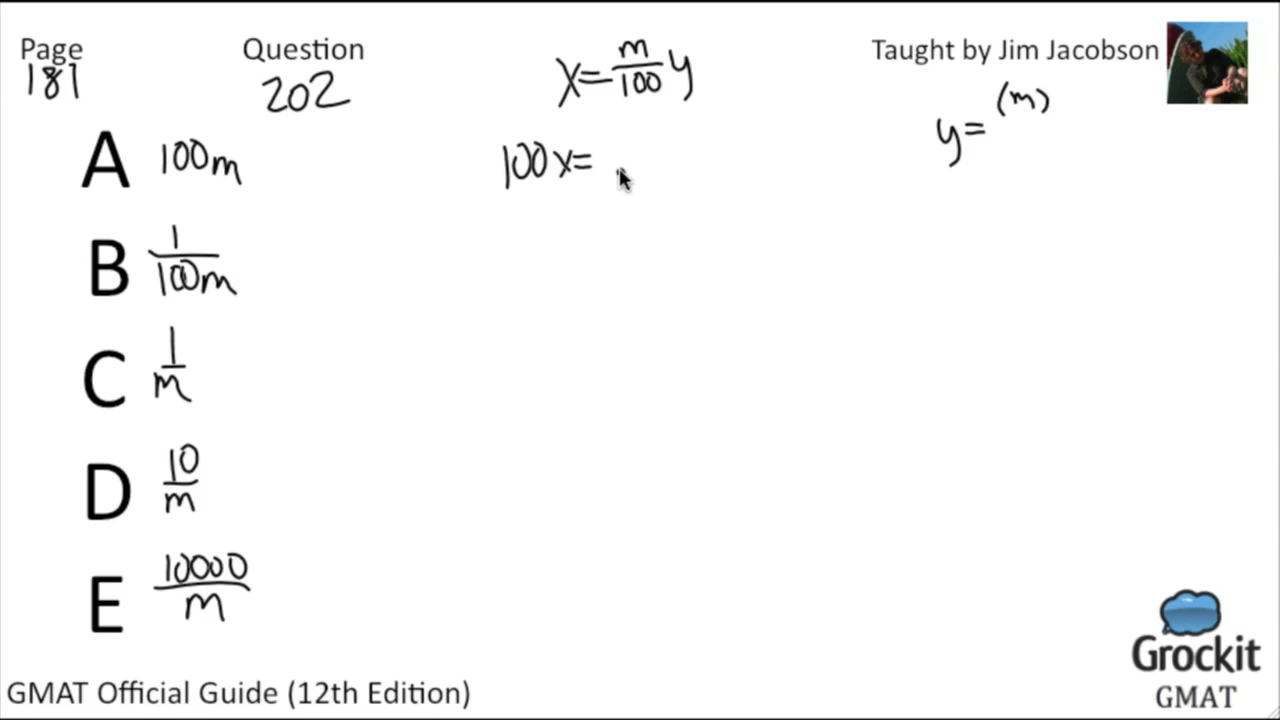 Page
181
Question
202
x = m/100 y
Taught by Jim Jacobson
y = (m)
100x =
A 100m
B 1/100m
C 1/m
D 10/m
E 10000/m
Grockit
GMAT
GMAT Official Guide (12th Edition)